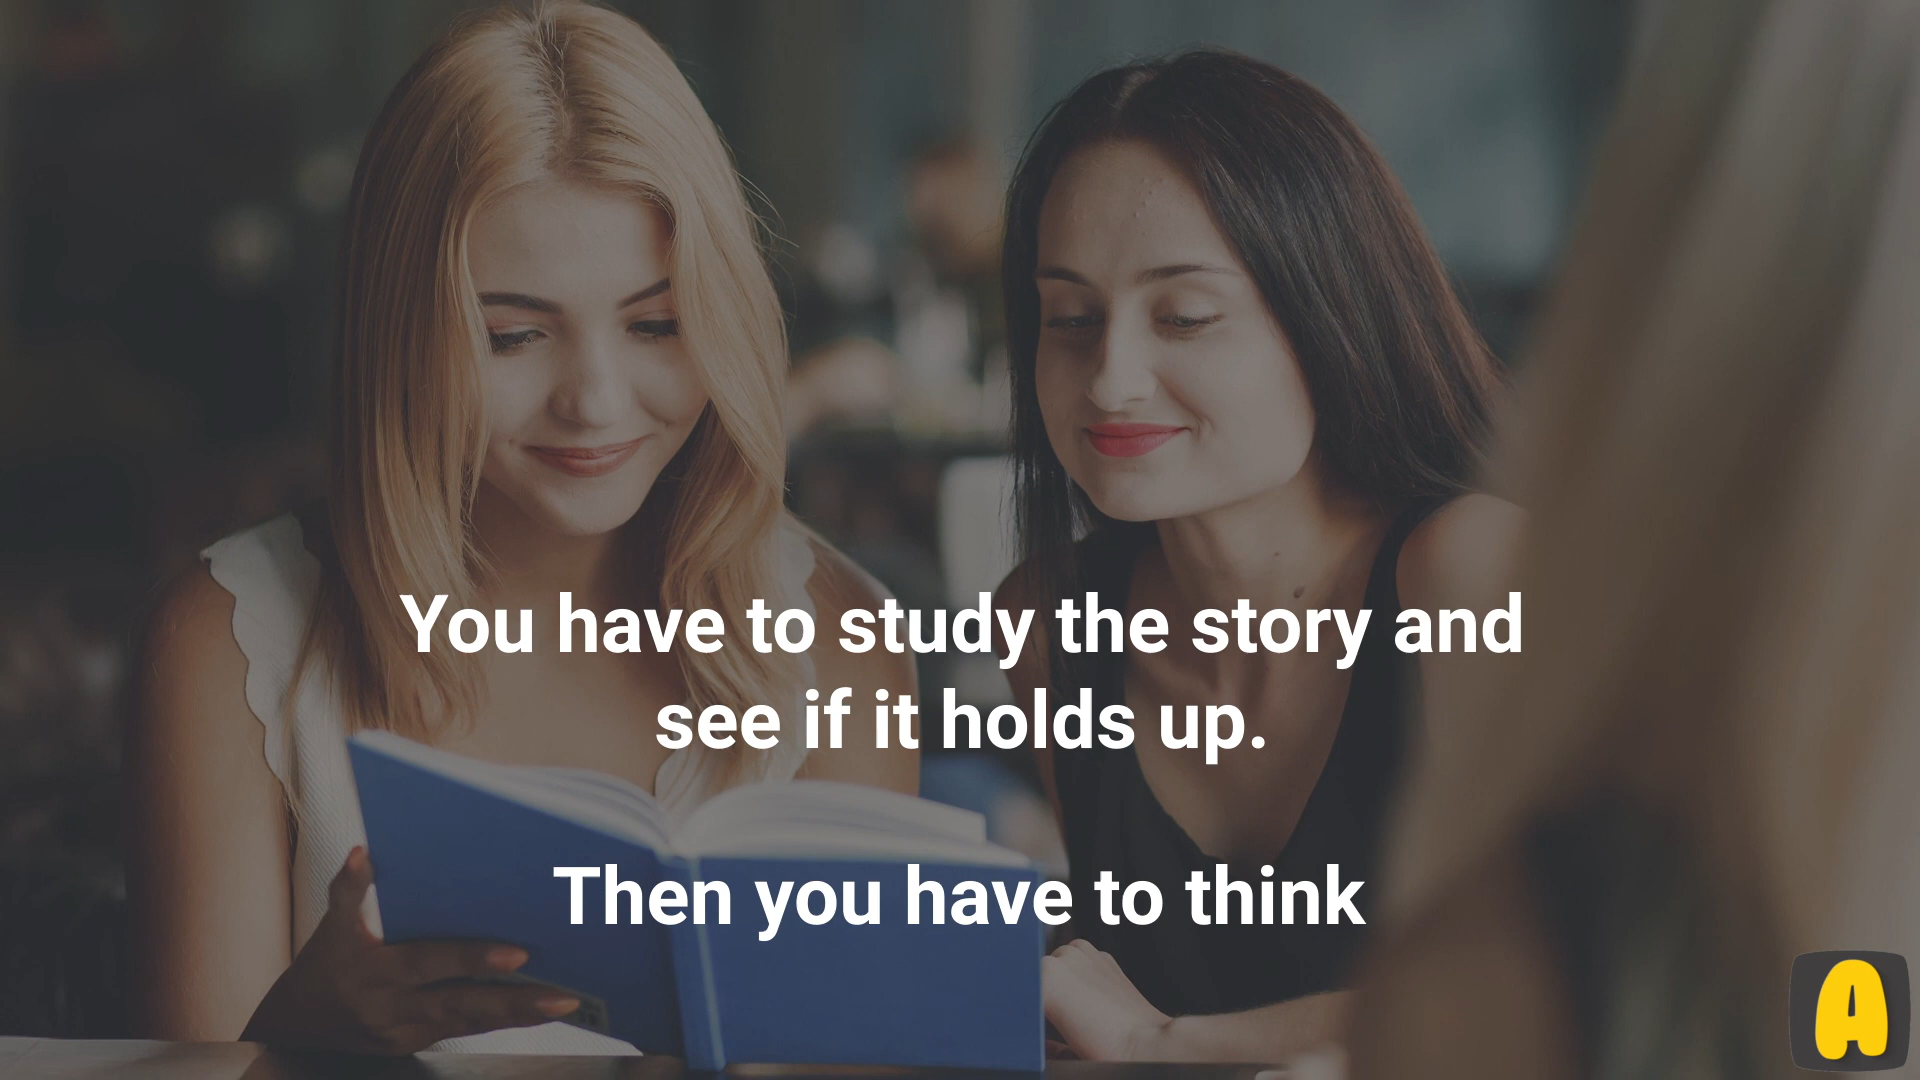 You have to study the story and
see if it holds up.
Then you have to think
A